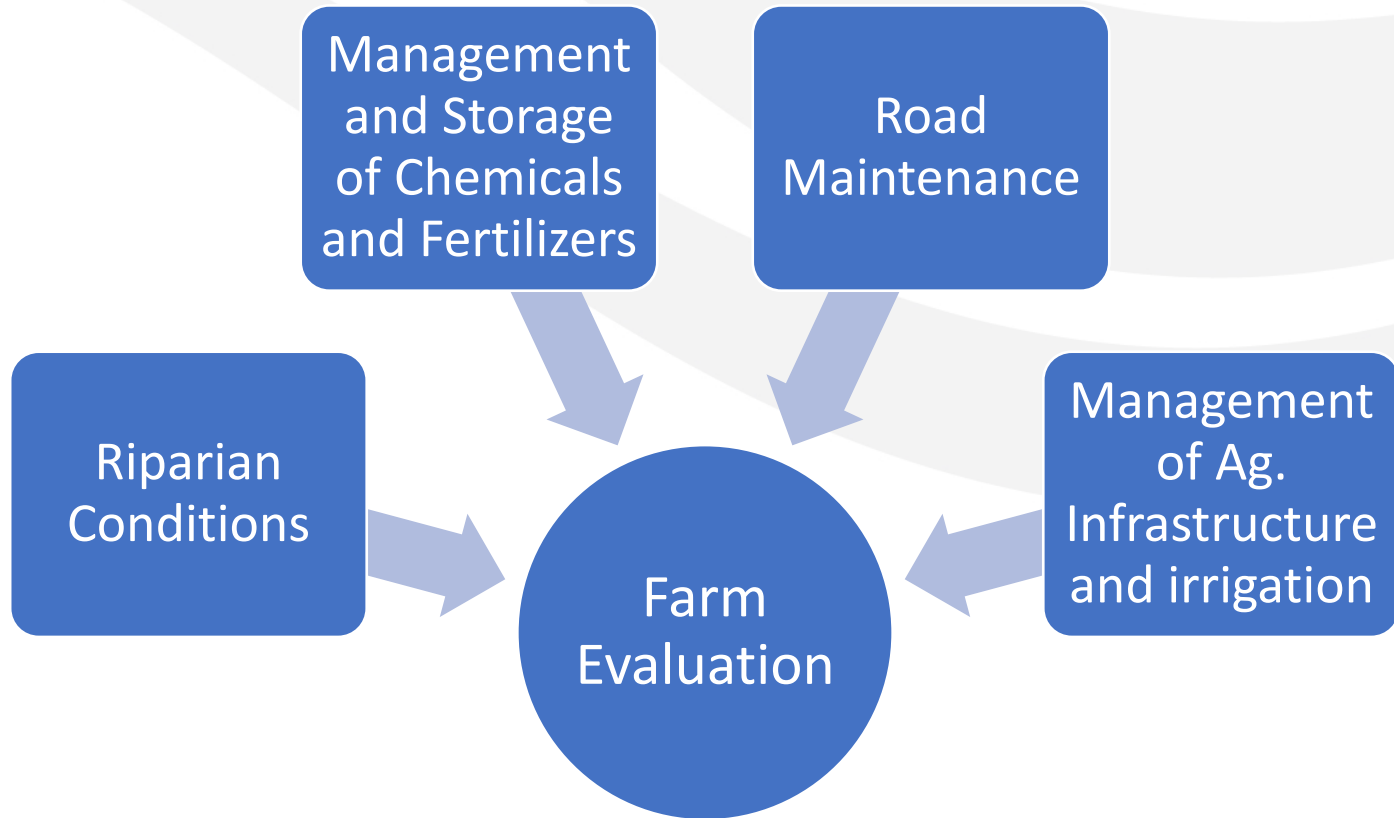 Management
and Storage
of Chemicals
and Fertilizers
Road
Maintenance
Riparian
Conditions
Management
of Ag.
Infrastructure
and irrigation
Farm
Evaluation